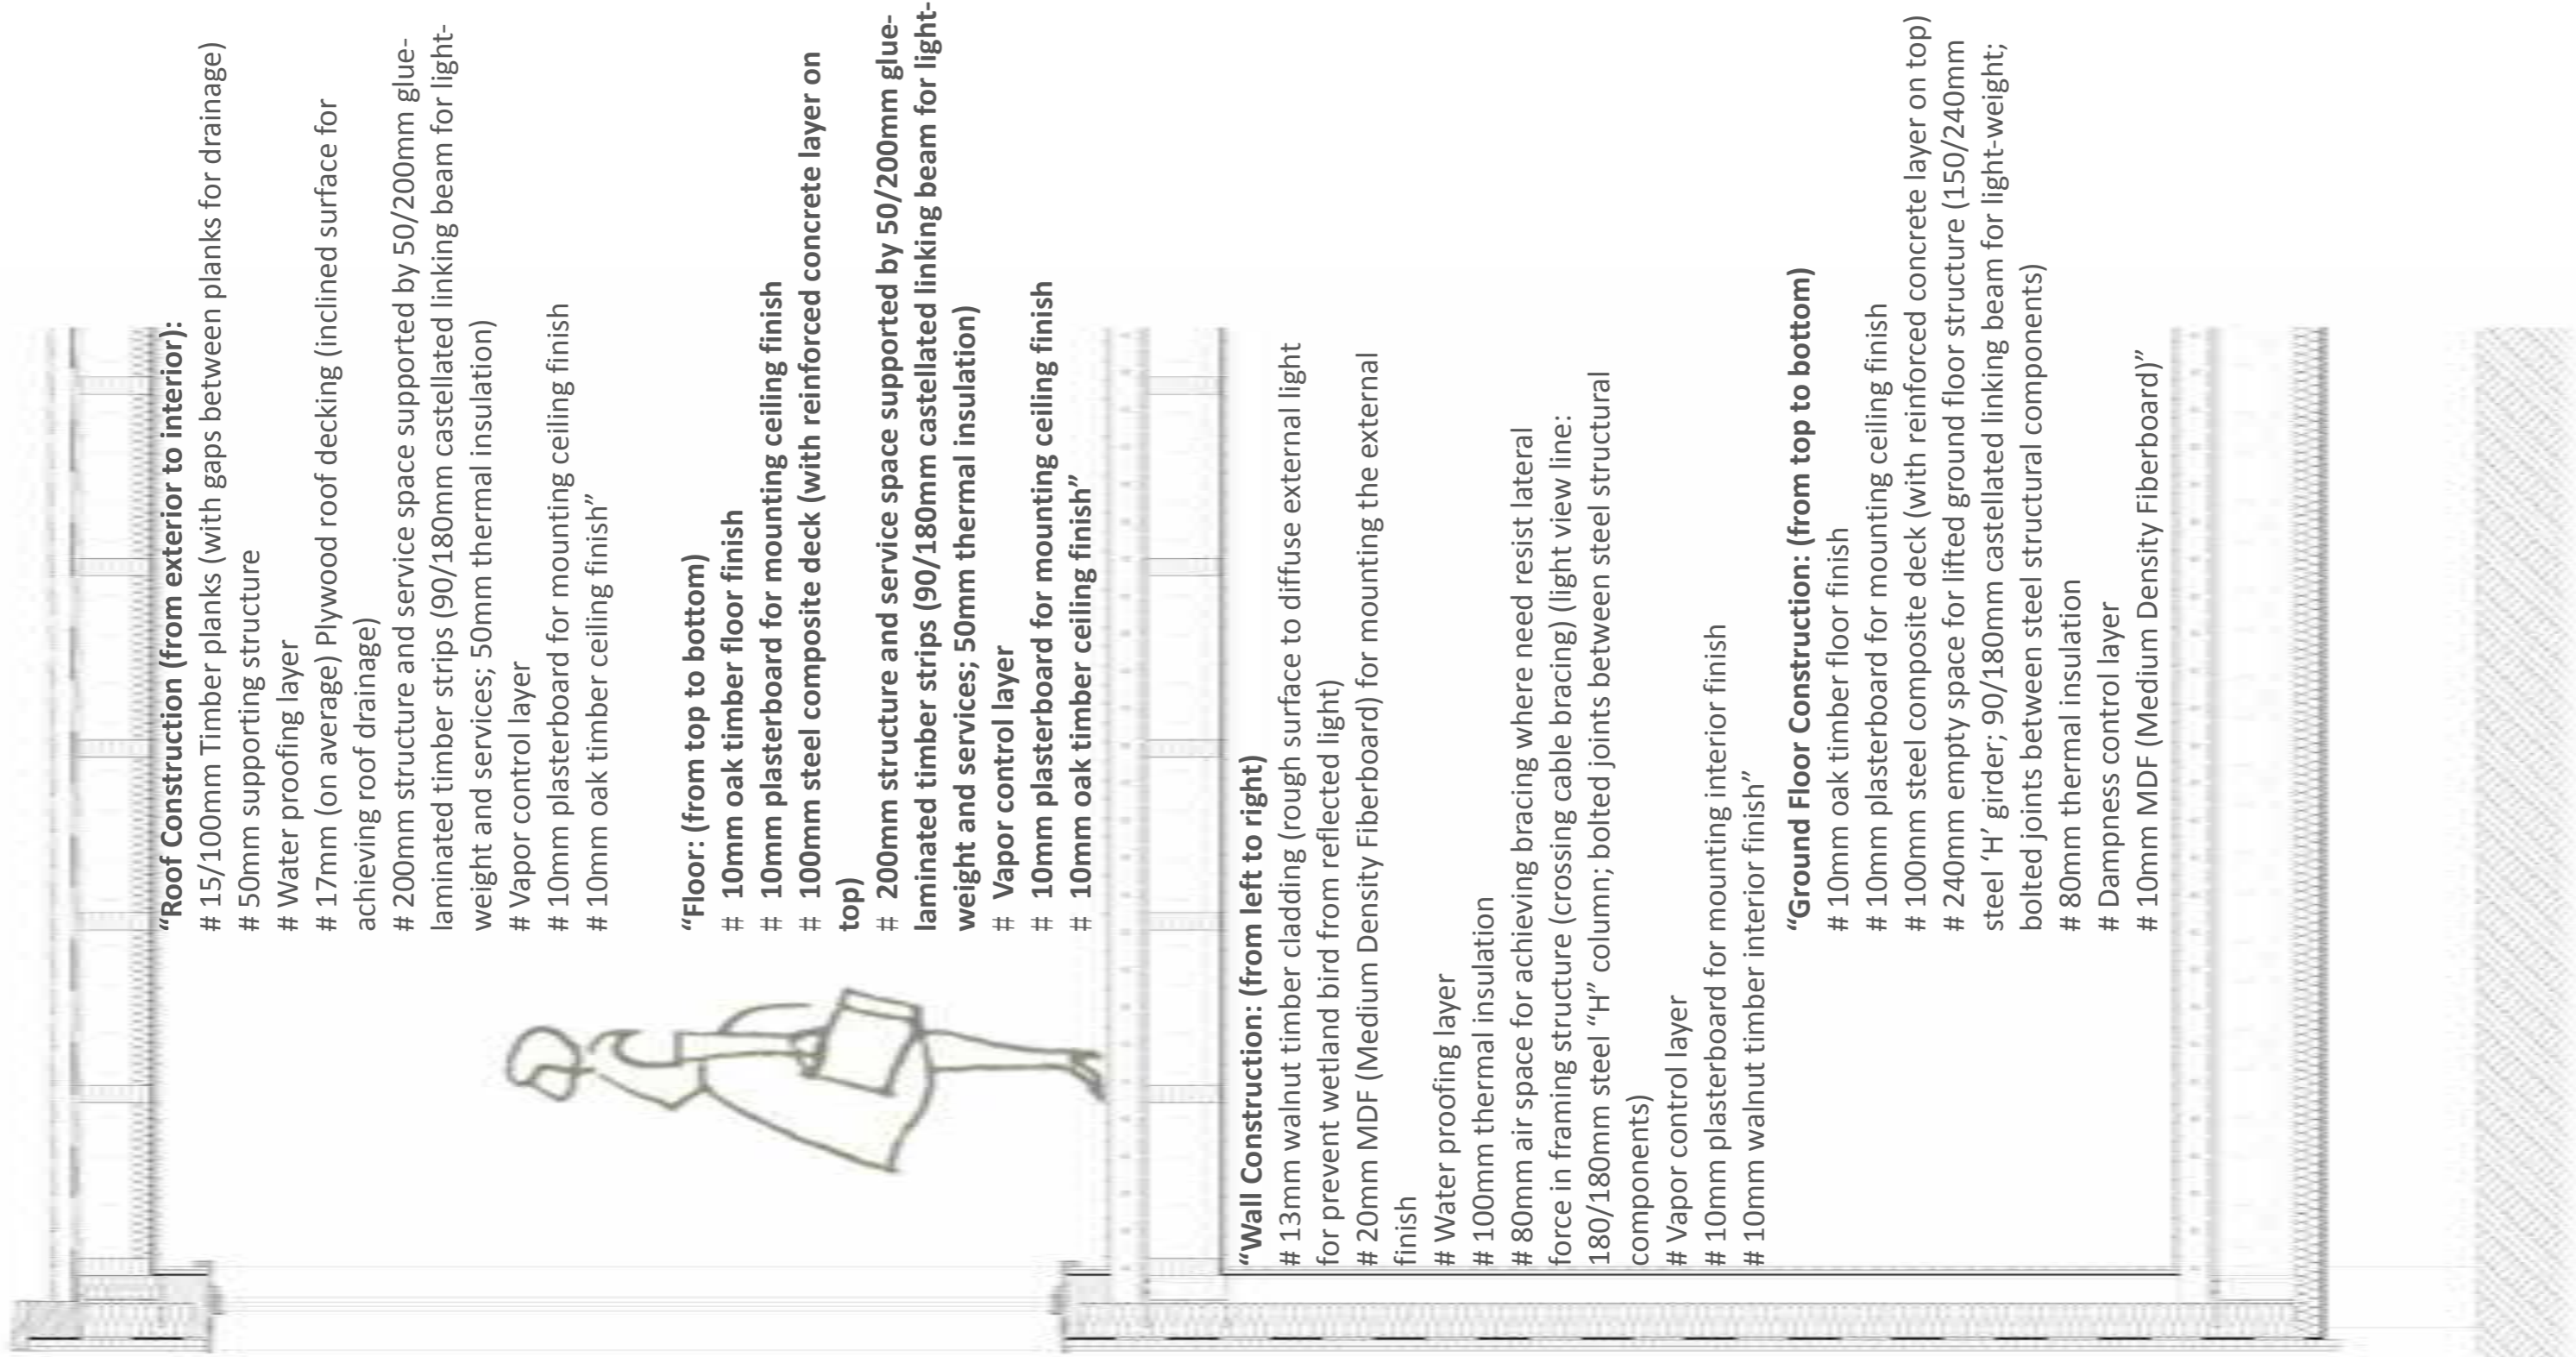 “Roof Construction (from exterior to interior):
# 15/100mm Timber planks (with gaps between planks for drainage)
# 50mm supporting structure
# Water proofing layer
# 17mm (on average) Plywood roof decking (inclined surface for
achieving roof drainage)
# 200mm structure and service space supported by 50/200mm glue-
laminated timber strips (90/180mm castellated linking beam for light-
weight and services; 50mm thermal insulation)
# Vapor control layer
# 10mm plasterboard for mounting ceiling finish
# 10mm oak timber ceiling finish”
“Floor: (from top to bottom)
# 10mm oak timber floor finish
# 10mm plasterboard for mounting ceiling finish
# 100mm steel composite deck (with reinforced concrete layer on
top)
# 200mm structure and service space supported by 50/200mm glue-
laminated timber strips (90/180mm castellated linking beam for light-
weight and services; 50mm thermal insulation)
# Vapor control layer
# 10mm plasterboard for mounting ceiling finish
# 10mm oak timber ceiling finish”
“Wall Construction: (from left to right)
# 13mm walnut timber cladding (rough surface to diffuse external light
for prevent wetland bird from reflected light)
# 20mm MDF (Medium Density Fiberboard) for mounting the external
finish
# Water proofing layer
# 100mm thermal insulation
# 80mm air space for achieving bracing where need resist lateral
force in framing structure (crossing cable bracing) (light view line:
180/180mm steel “H” column; bolted joints between steel structural
components)
# Vapor control layer
# 10mm plasterboard for mounting interior finish
# 10mm walnut timber interior finish”
“Ground Floor Construction: (from top to bottom)
# 10mm oak timber floor finish
# 10mm plasterboard for mounting ceiling finish
# 100mm steel composite deck (with reinforced concrete layer on top)
# 240mm empty space for lifted ground floor structure (150/240mm
steel ‘H’ girder; 90/180mm castellated linking beam for light-weight;
bolted joints between steel structural components)
# 80mm thermal insulation
# Dampness control layer
# 10mm MDF (Medium Density Fiberboard)”